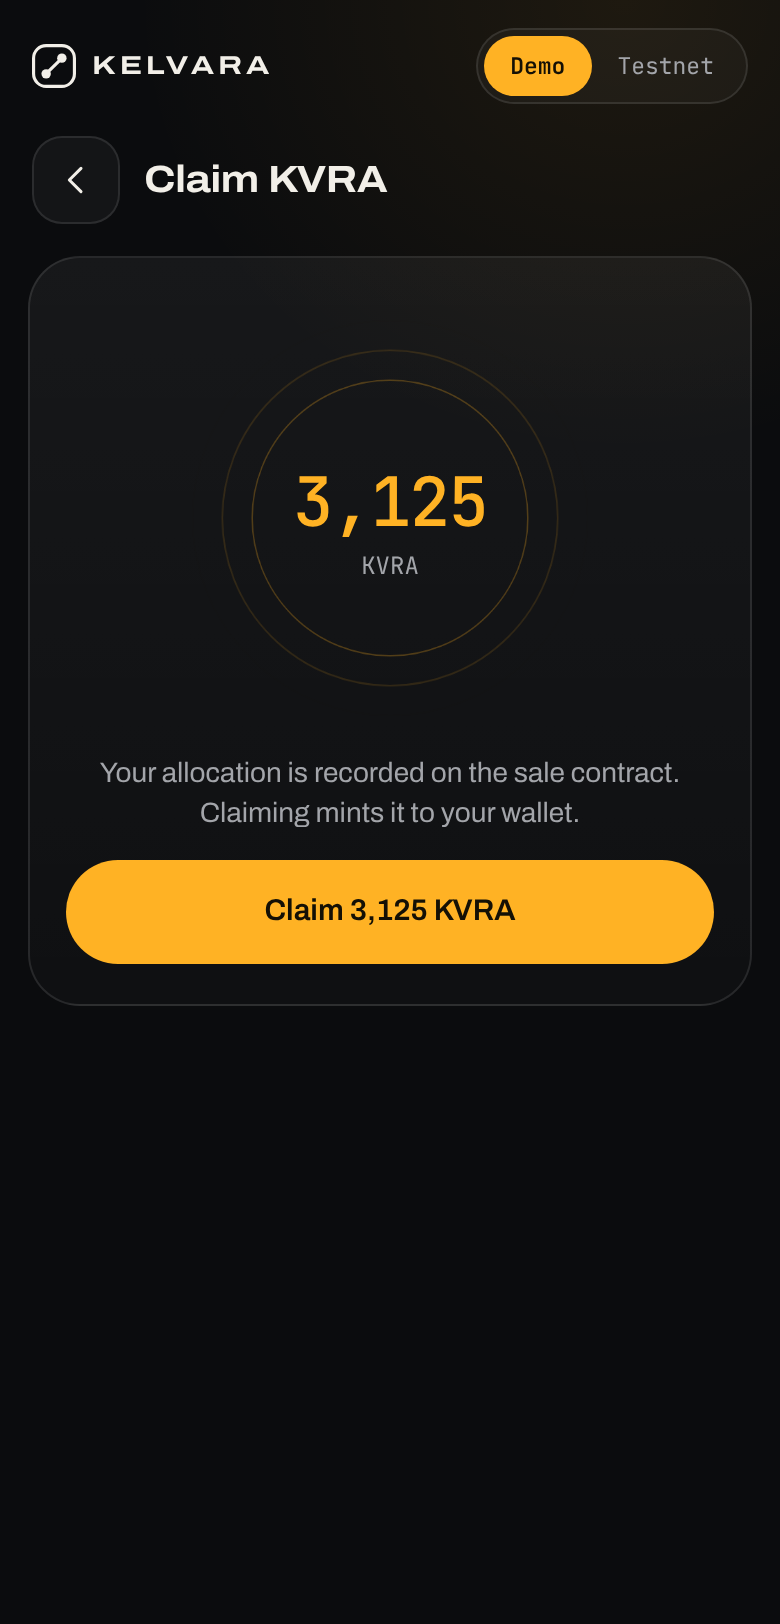 KELVARA
Demo
Testnet
Claim KVRA
3,125
KVRA
Your allocation is recorded on the sale contract.
Claiming mints it to your wallet.
Claim 3,125 KVRA